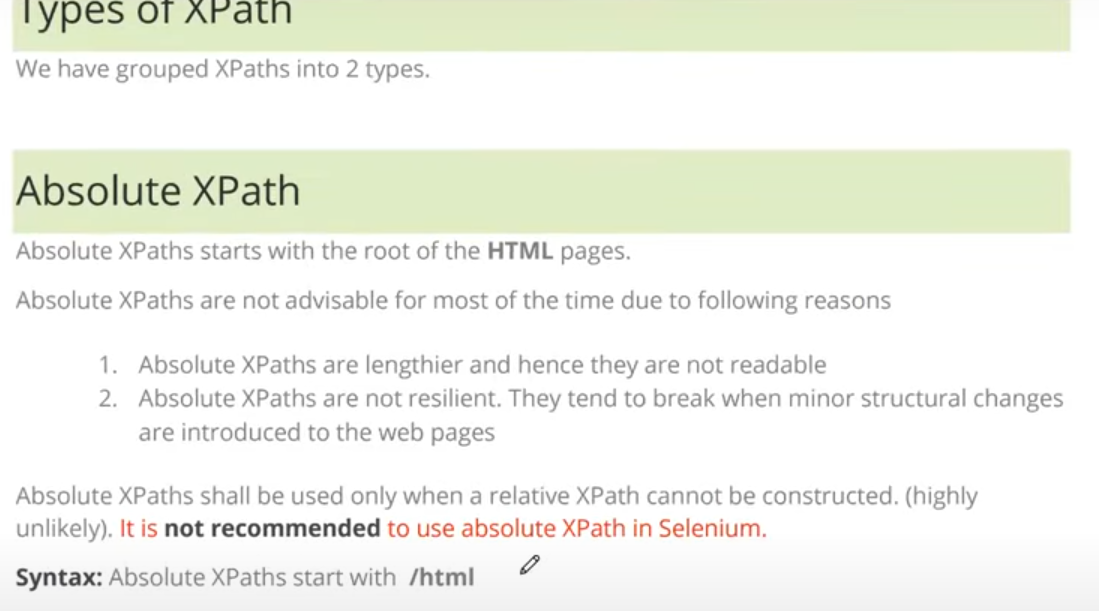 Types of XPath
We have grouped XPaths into 2 types.
Absolute XPath
Absolute XPaths starts with the root of the HTML pages.
Absolute XPaths are not advisable for most of the time due to following reasons
1. Absolute XPaths are lengthier and hence they are not readable
2. Absolute XPaths are not resilient. They tend to break when minor structural changes
are introduced to the web pages
Absolute XPaths shall be used only when a relative XPath cannot be constructed. (highly
unlikely). It is not recommended to use absolute XPath in Selenium.
Syntax: Absolute XPaths start with /html